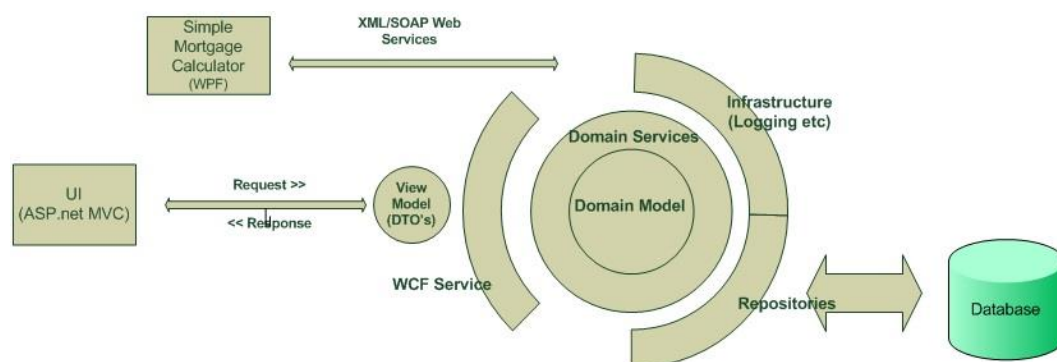 Simple
Mortgage
Calculator
(WPF)
XML/SOAP Web
Services
Infrastructure
(Logging etc)
Domain Services
Domain Model
UI
(ASP.net MVC)
Request >>
<< Response
View
Model
(DTO's)
WCF Service
Repositories
Database